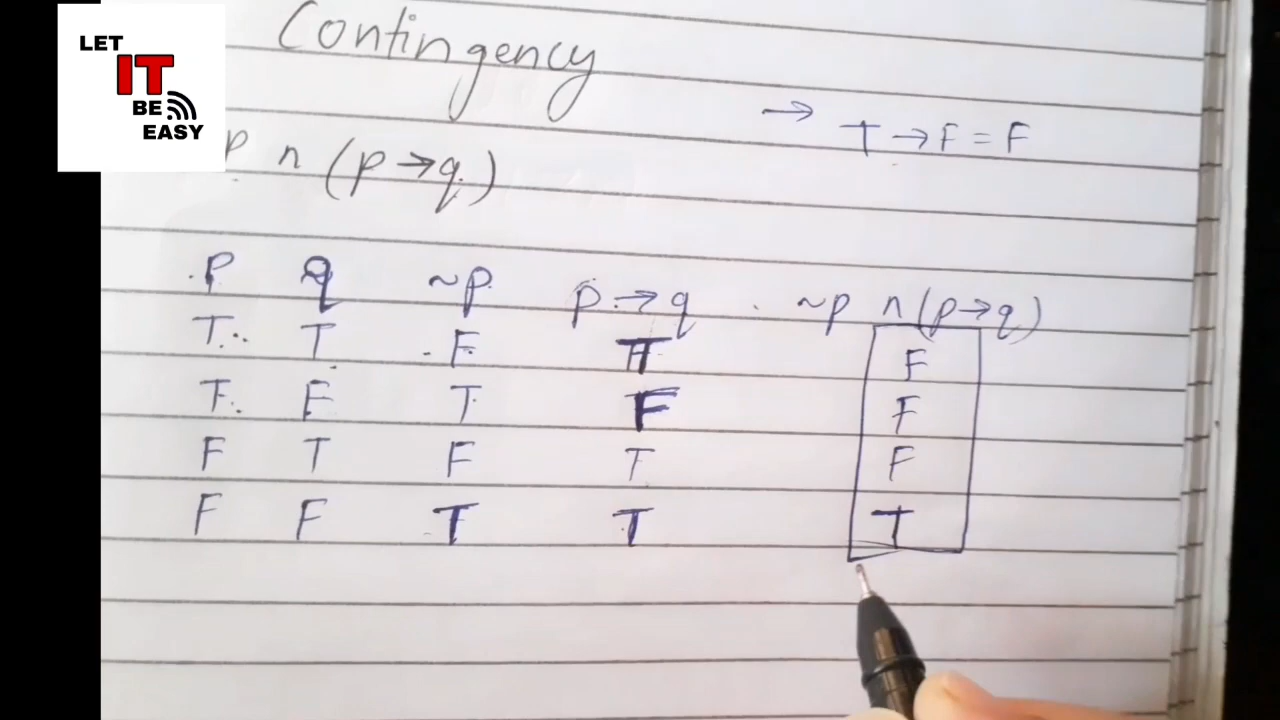 LET
IT
BE
EASY
Contingency
→ T → F = F
p n (p→q)
p q ~p p → q ~p n (p→q)
T T F T F
T F T F F
F T F T F
F F T T T